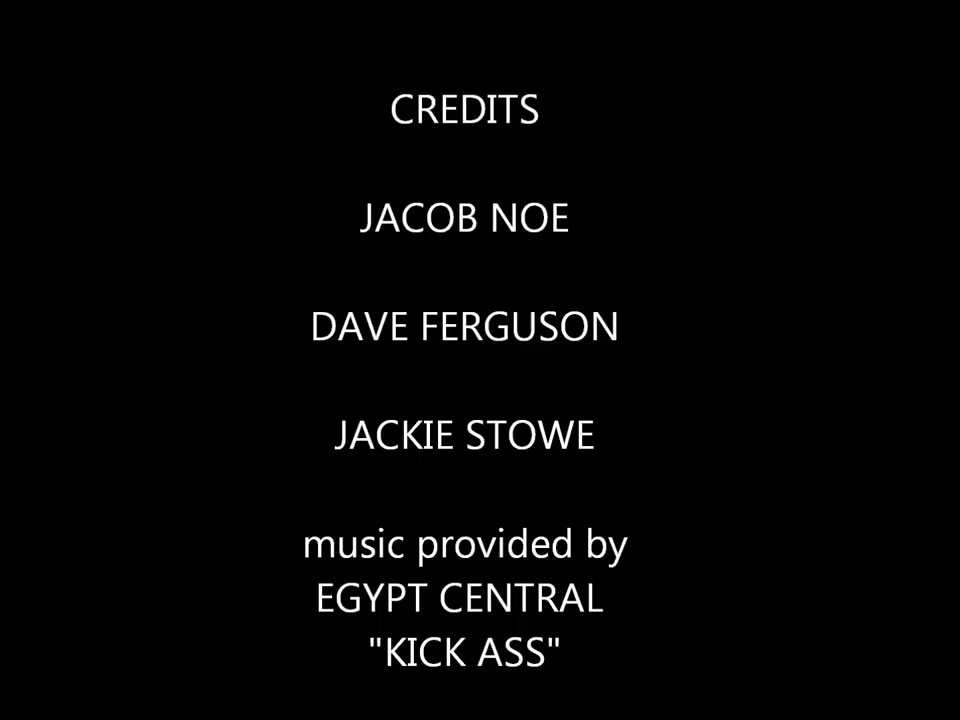 CREDITS
JACOB NOE
DAVE FERGUSON
JACKIE STOWE
music provided by
EGYPT CENTRAL
"KICK ASS"